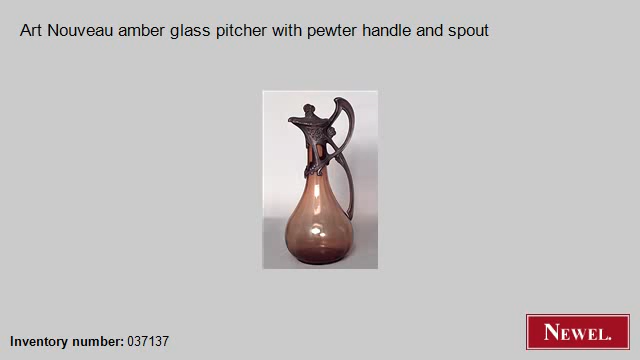 Art Nouveau amber glass pitcher with pewter handle and spout
Inventory number: 037137
NEWEL.